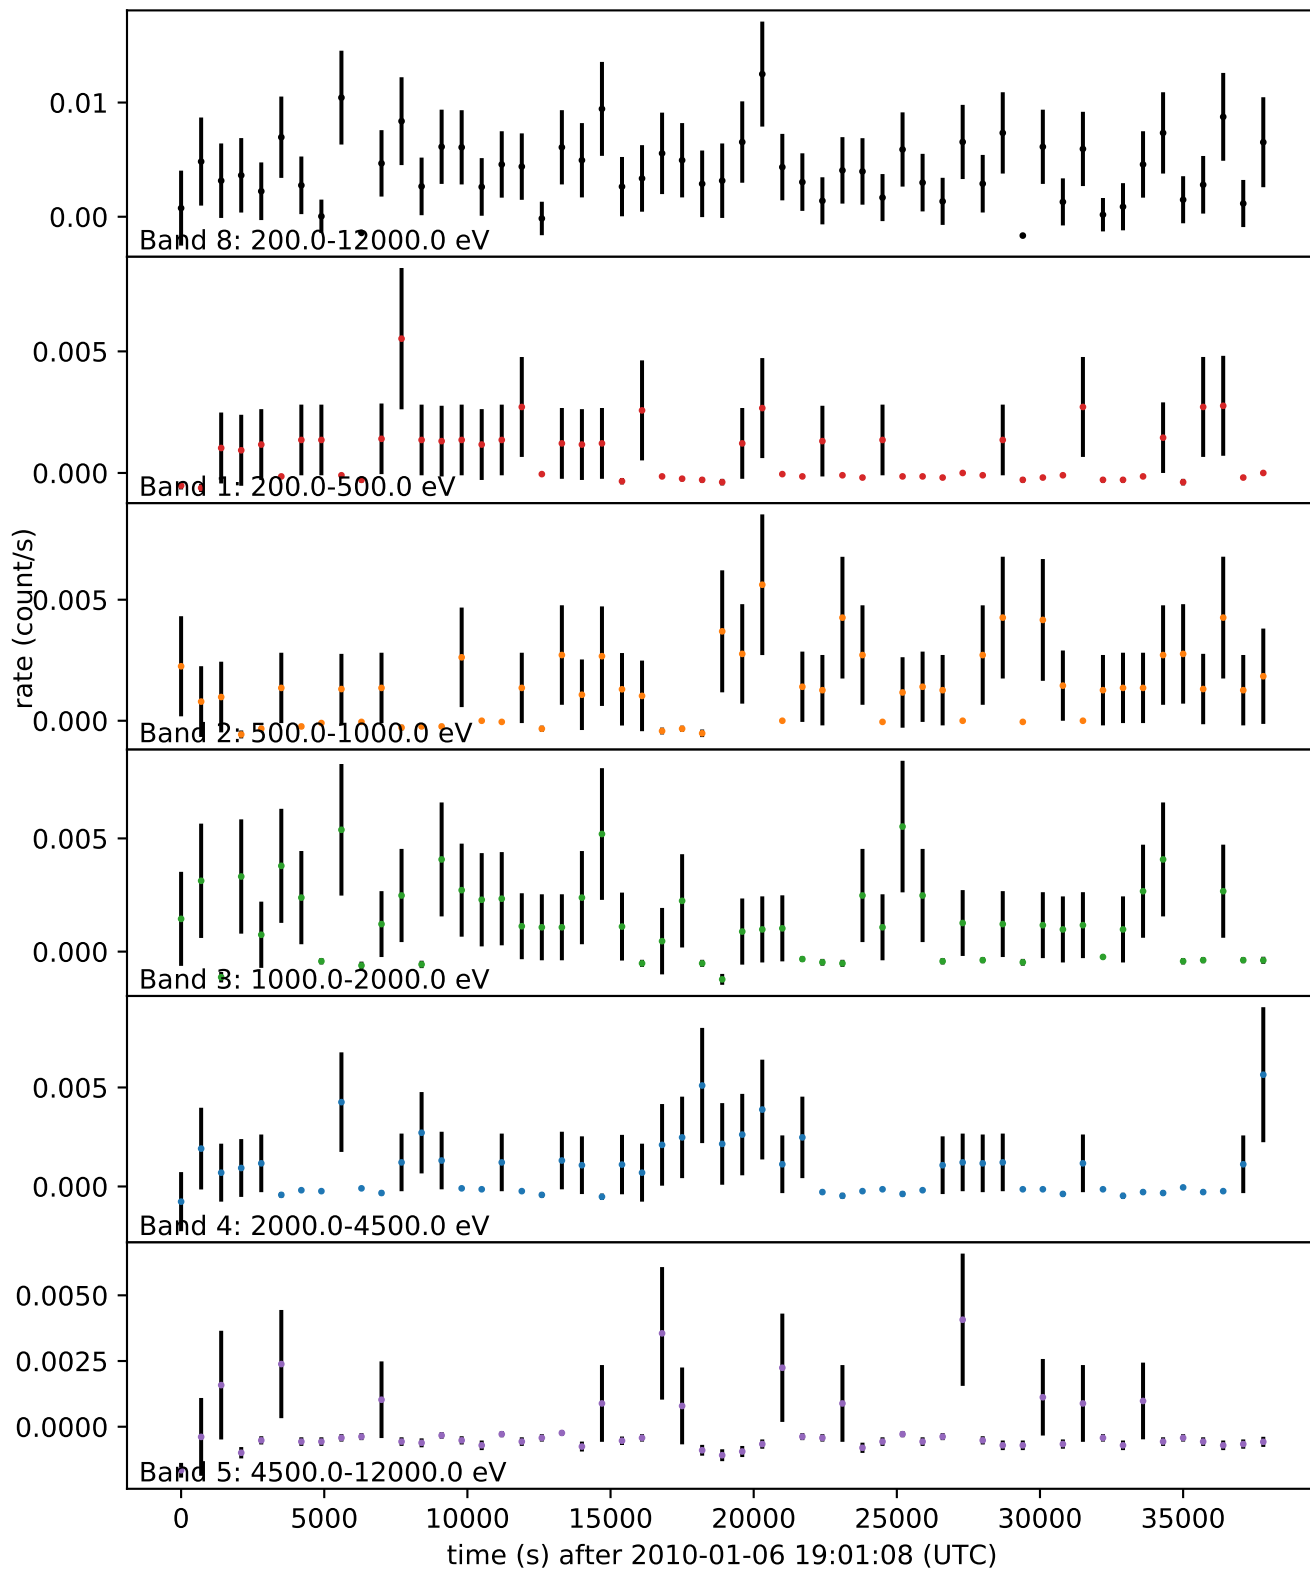 0.01
0.00
Band 8: 200.0-12000.0 eV
0.005
0.000
Band 1: 200.0-500.0 eV
rate (count/s)
0.005
0.000
Band 2: 500.0-1000.0 eV
0.005
0.000
Band 3: 1000.0-2000.0 eV
0.005
0.000
Band 4: 2000.0-4500.0 eV
0.0050
0.0025
0.0000
Band 5: 4500.0-12000.0 eV
0 5000 10000 15000 20000 25000 30000 35000
time (s) after 2010-01-06 19:01:08 (UTC)